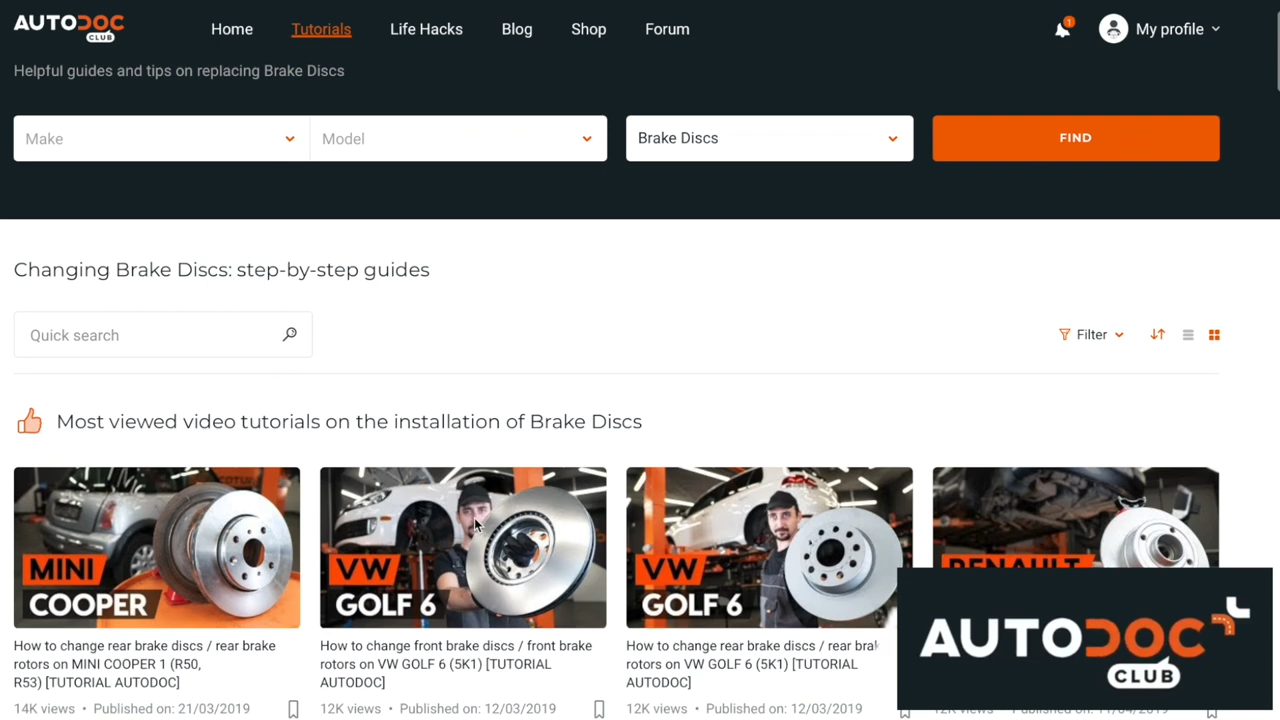 AUTODOC
CLUB
Home
Tutorials
Life Hacks
Blog
Shop
Forum
1
My profile
Helpful guides and tips on replacing Brake Discs
Make
Model
Brake Discs
FIND
Changing Brake Discs: step-by-step guides
Quick search
Filter
Most viewed video tutorials on the installation of Brake Discs
MINI
COOPER
VW
GOLF 6
VW
GOLF 6
RENAULT
How to change rear brake discs / rear brake
rotors on MINI COOPER 1 (R50,
R53) [TUTORIAL AUTODOC]
14K views • Published on: 21/03/2019
How to change front brake discs / front brake
rotors on VW GOLF 6 (5K1) [TUTORIAL
AUTODOC]
12K views • Published on: 12/03/2019
How to change rear brake discs / rear brak
rotors on VW GOLF 6 (5K1) [TUTORIAL
AUTODOC]
12K views • Published on: 12/03/2019
AUTODOC
CLUB